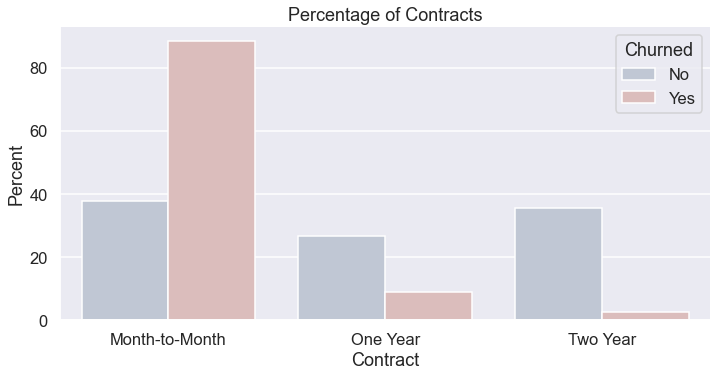 Percentage of Contracts
Churned
No
Yes
Percent
80
60
40
20
0
Month-to-Month
One Year
Two Year
Contract